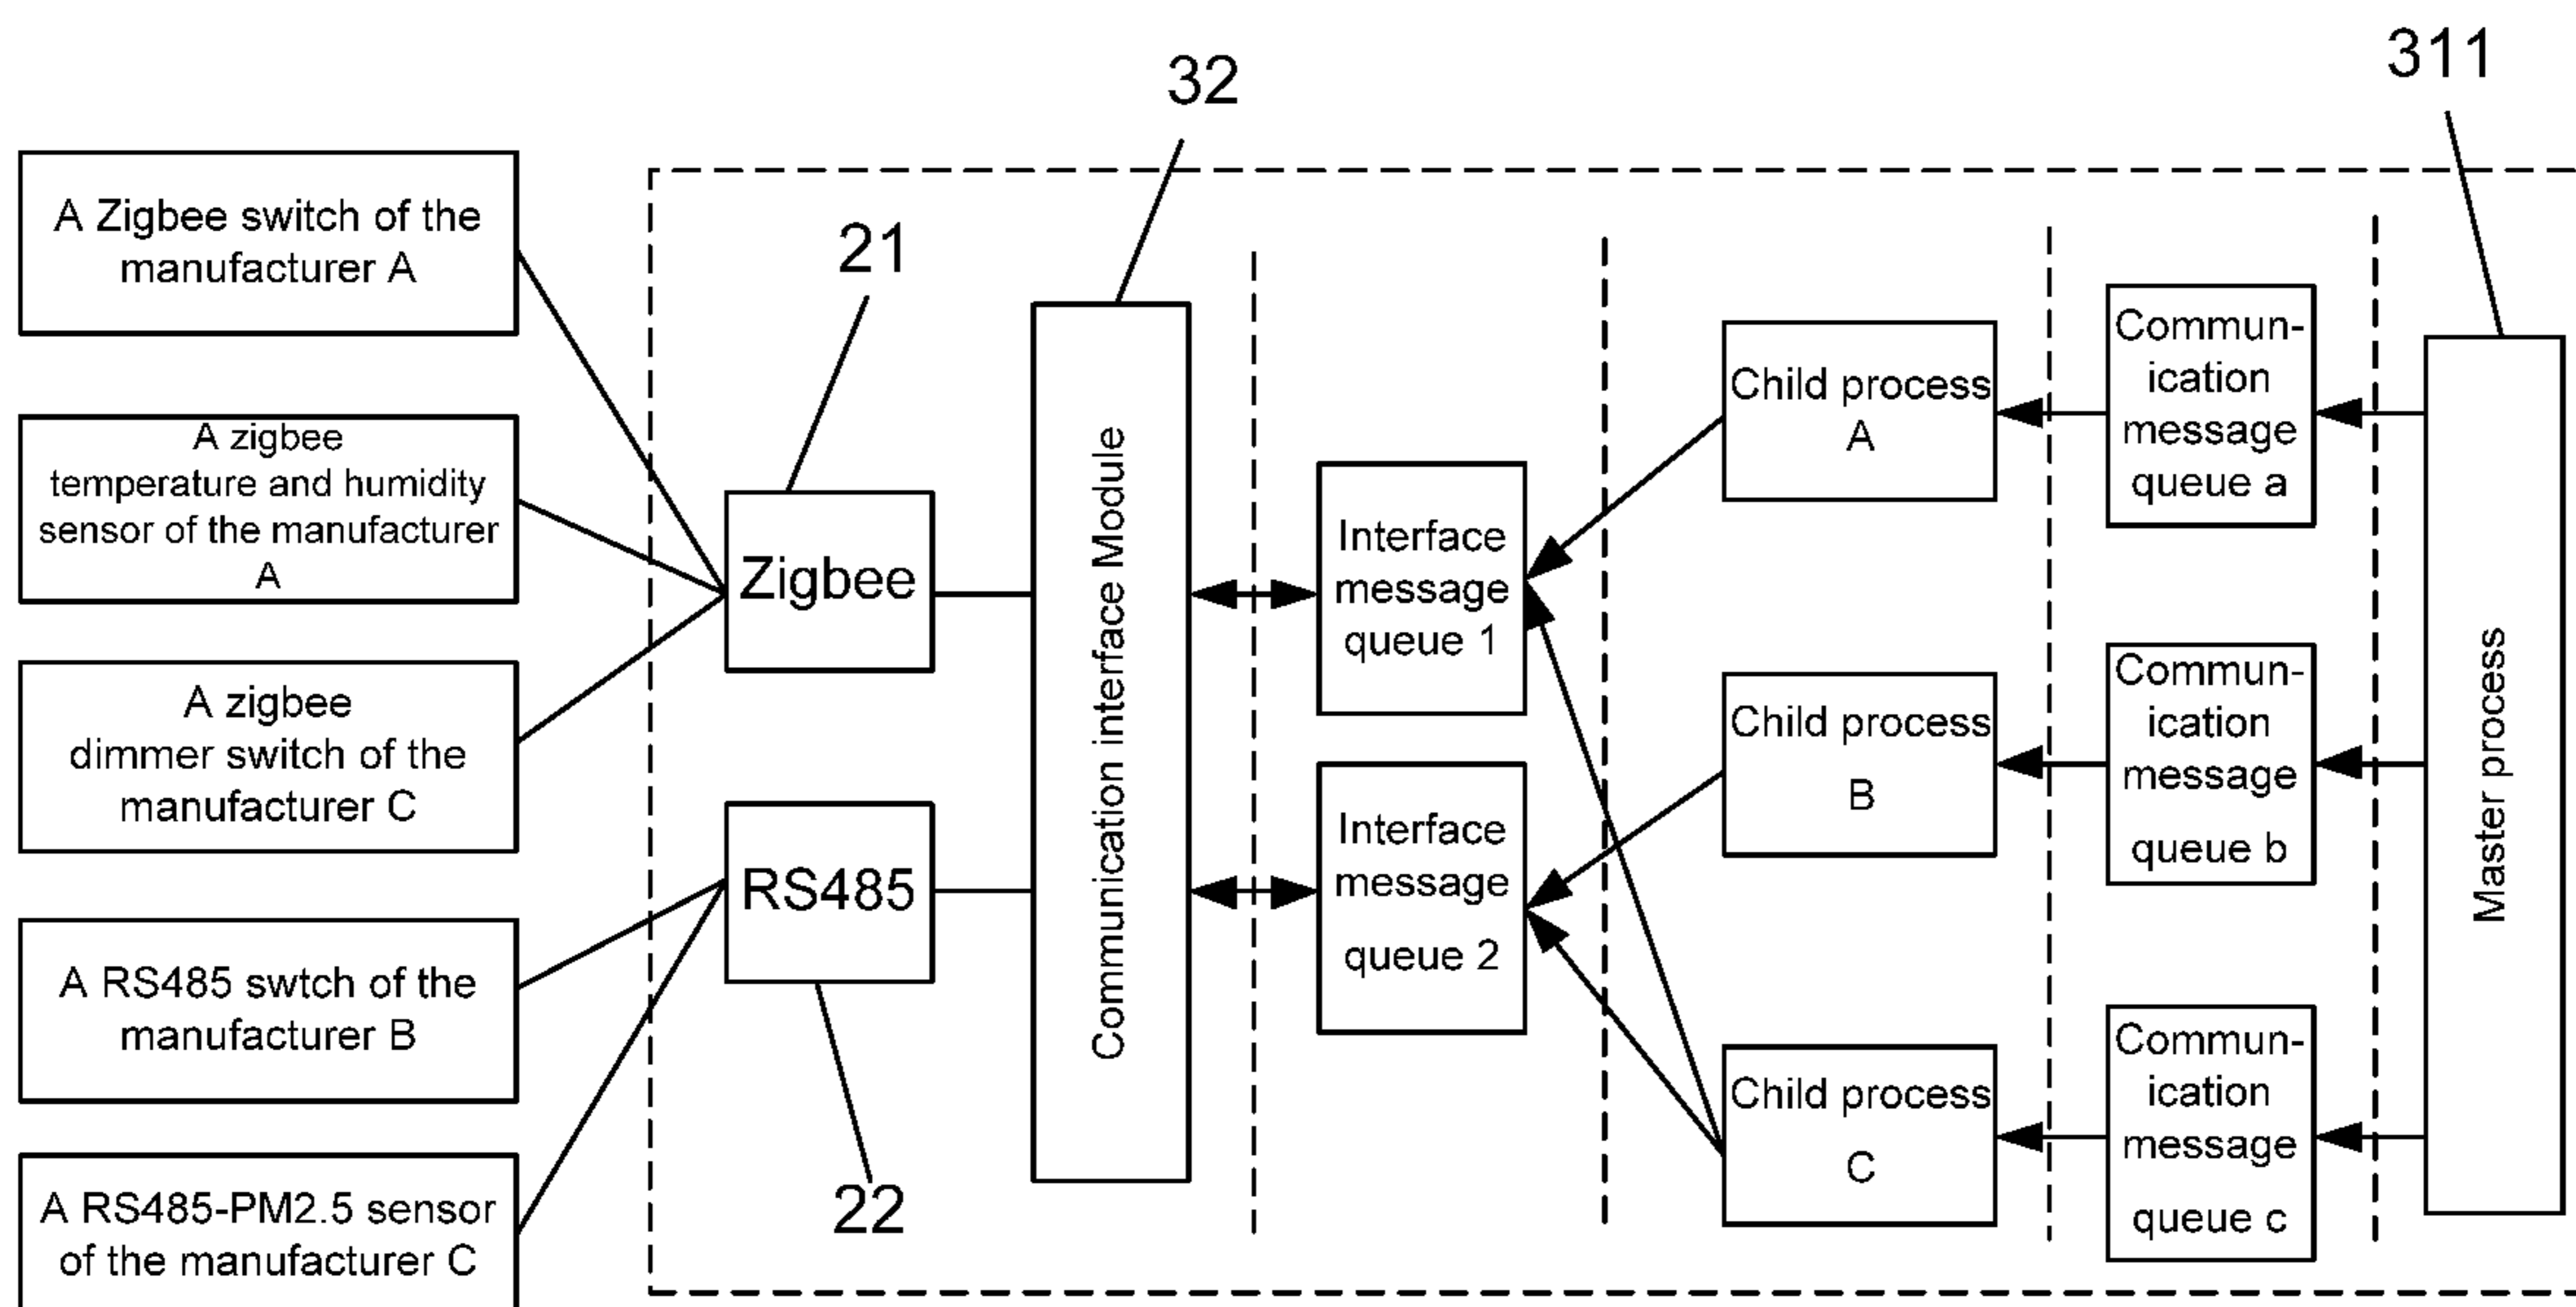 32
311
21
22
A Zigbee switch of the
manufacturer A
A zigbee
temperature and humidity
sensor of the manufacturer
A
A zigbee
dimmer switch of the
manufacturer C
A RS485 swtch of the
manufacturer B
A RS485-PM2.5 sensor
of the manufacturer C
Zigbee
RS485
Communication interface Module
Interface
message
queue 1
Interface
message
queue 2
Child process
A
Child process
B
Child process
C
Commun-
ication
message
queue a
Commun-
ication
message
queue b
Commun-
ication
message
queue c
Master process